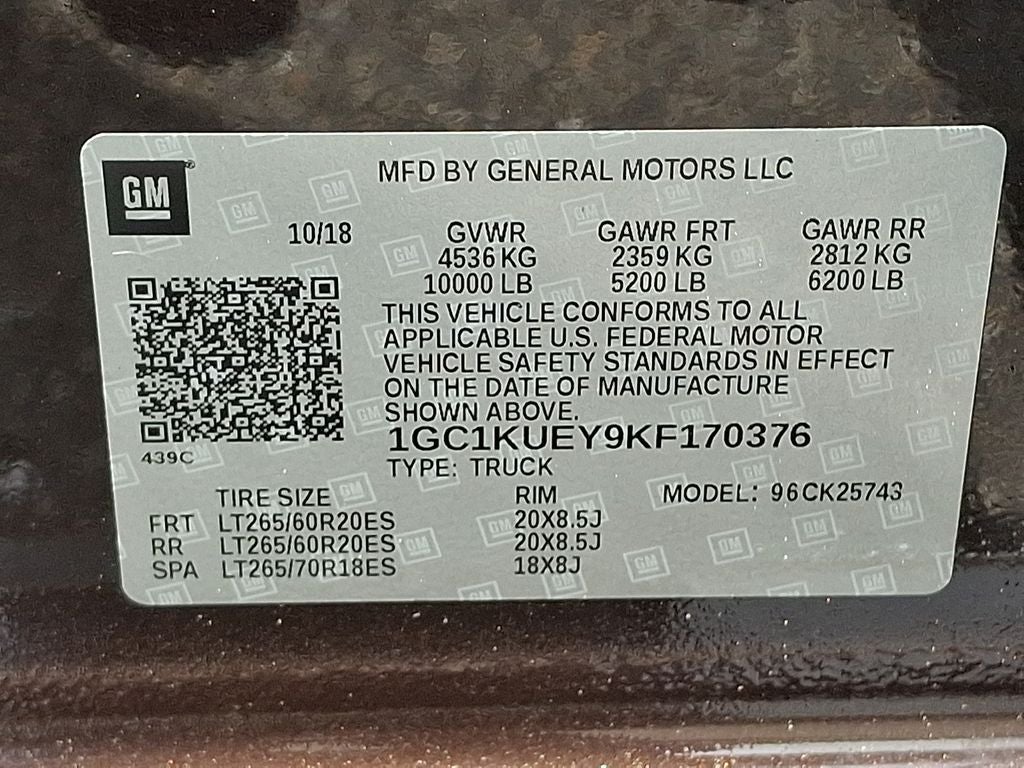 GM
MFD BY GENERAL MOTORS LLC
10/18
GVWR GAWR FRT GAWR RR
4536 KG 2359 KG 2812 KG
10000 LB 5200 LB 6200 LB
THIS VEHICLE CONFORMS TO ALL
APPLICABLE U.S. FEDERAL MOTOR
VEHICLE SAFETY STANDARDS IN EFFECT
ON THE DATE OF MANUFACTURE
SHOWN ABOVE.
1GC1KUEY9KF170376
439C
TYPE: TRUCK
TIRE SIZE RIM MODEL: 96CK25743
FRT LT265/60R20ES 20X8.5J
RR LT265/60R20ES 20X8.5J
SPA LT265/70R18ES 18X8J